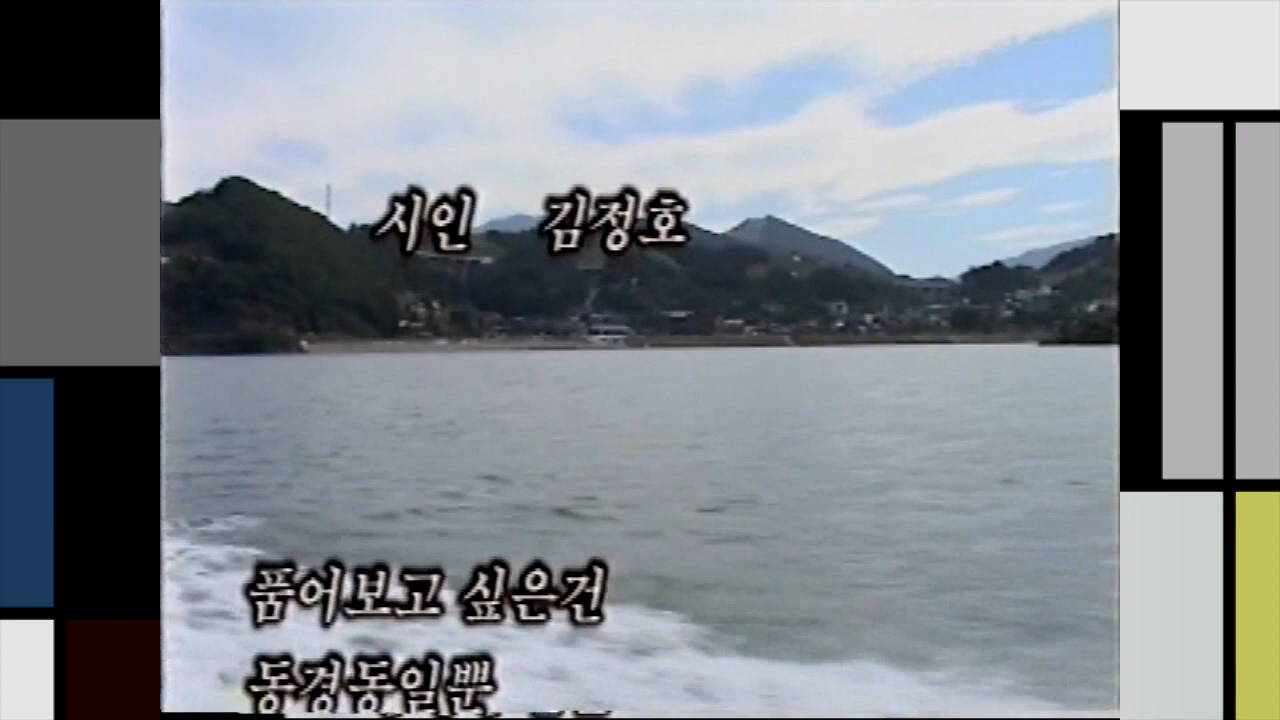 시인 김정호
품어보고 싶은건
동경동일뿐